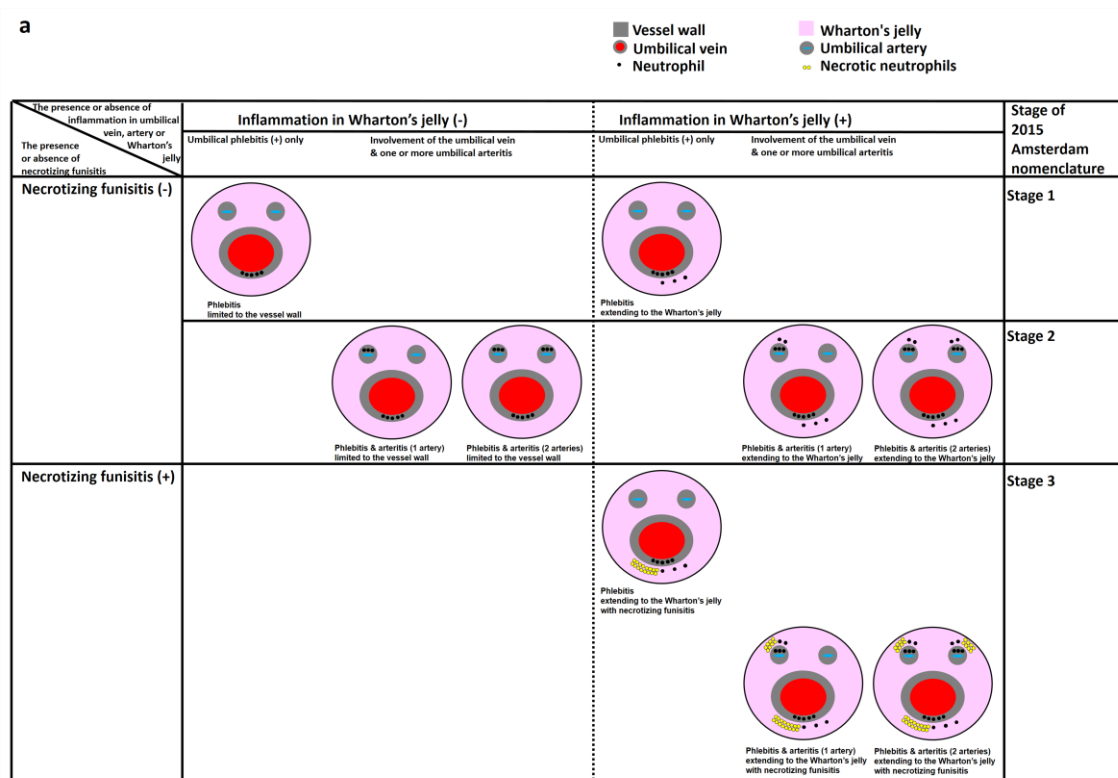 a
Vessel wall
Wharton's jelly
Umbilical vein
Umbilical artery
Neutrophil
Necrotic neutrophils
The presence or absence of
inflammation in umbilical
vein, artery or
Wharton's
jelly
The presence
or absence of
necrotizing funisitis
Inflammation in Wharton's jelly (-)
Umbilical phlebitis (+) only
Involvement of the umbilical vein
& one or more umbilical arteritis
Inflammation in Wharton's jelly (+)
Umbilical phlebitis (+) only
Involvement of the umbilical vein
& one or more umbilical arteritis
Stage of
2015
Amsterdam
nomenclature
Necrotizing funisitis (-)
Phlebitis
limited to the vessel wall
Phlebitis
extending to the Wharton's jelly
Stage 1
Phlebitis & arteritis (1 artery)
limited to the vessel wall
Phlebitis & arteritis (2 arteries)
limited to the vessel wall
Phlebitis & arteritis (1 artery)
extending to the Wharton's jelly
Phlebitis & arteritis (2 arteries)
extending to the Wharton's jelly
Stage 2
Necrotizing funisitis (+)
Phlebitis
extending to the Wharton's jelly
with necrotizing funisitis
Stage 3
Phlebitis & arteritis (1 artery)
extending to the Wharton's jelly
with necrotizing funisitis
Phlebitis & arteritis (2 arteries)
extending to the Wharton's jelly
with necrotizing funisitis